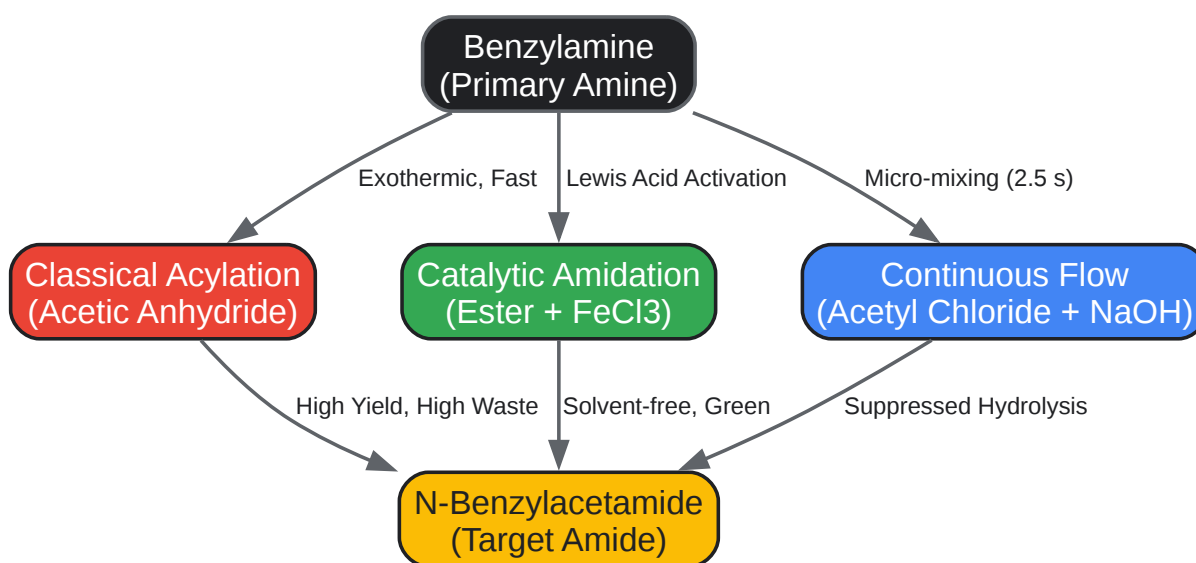 Benzylamine
(Primary Amine)
Exothermic, Fast
Lewis Acid Activation
Micro-mixing (2.5 s)
Classical Acylation
(Acetic Anhydride)
Catalytic Amidation
(Ester + FeCl3)
Continuous Flow
(Acetyl Chloride + NaOH)
High Yield, High Waste
Solvent-free, Green
Suppressed Hydrolysis
N-Benzylacetamide
(Target Amide)